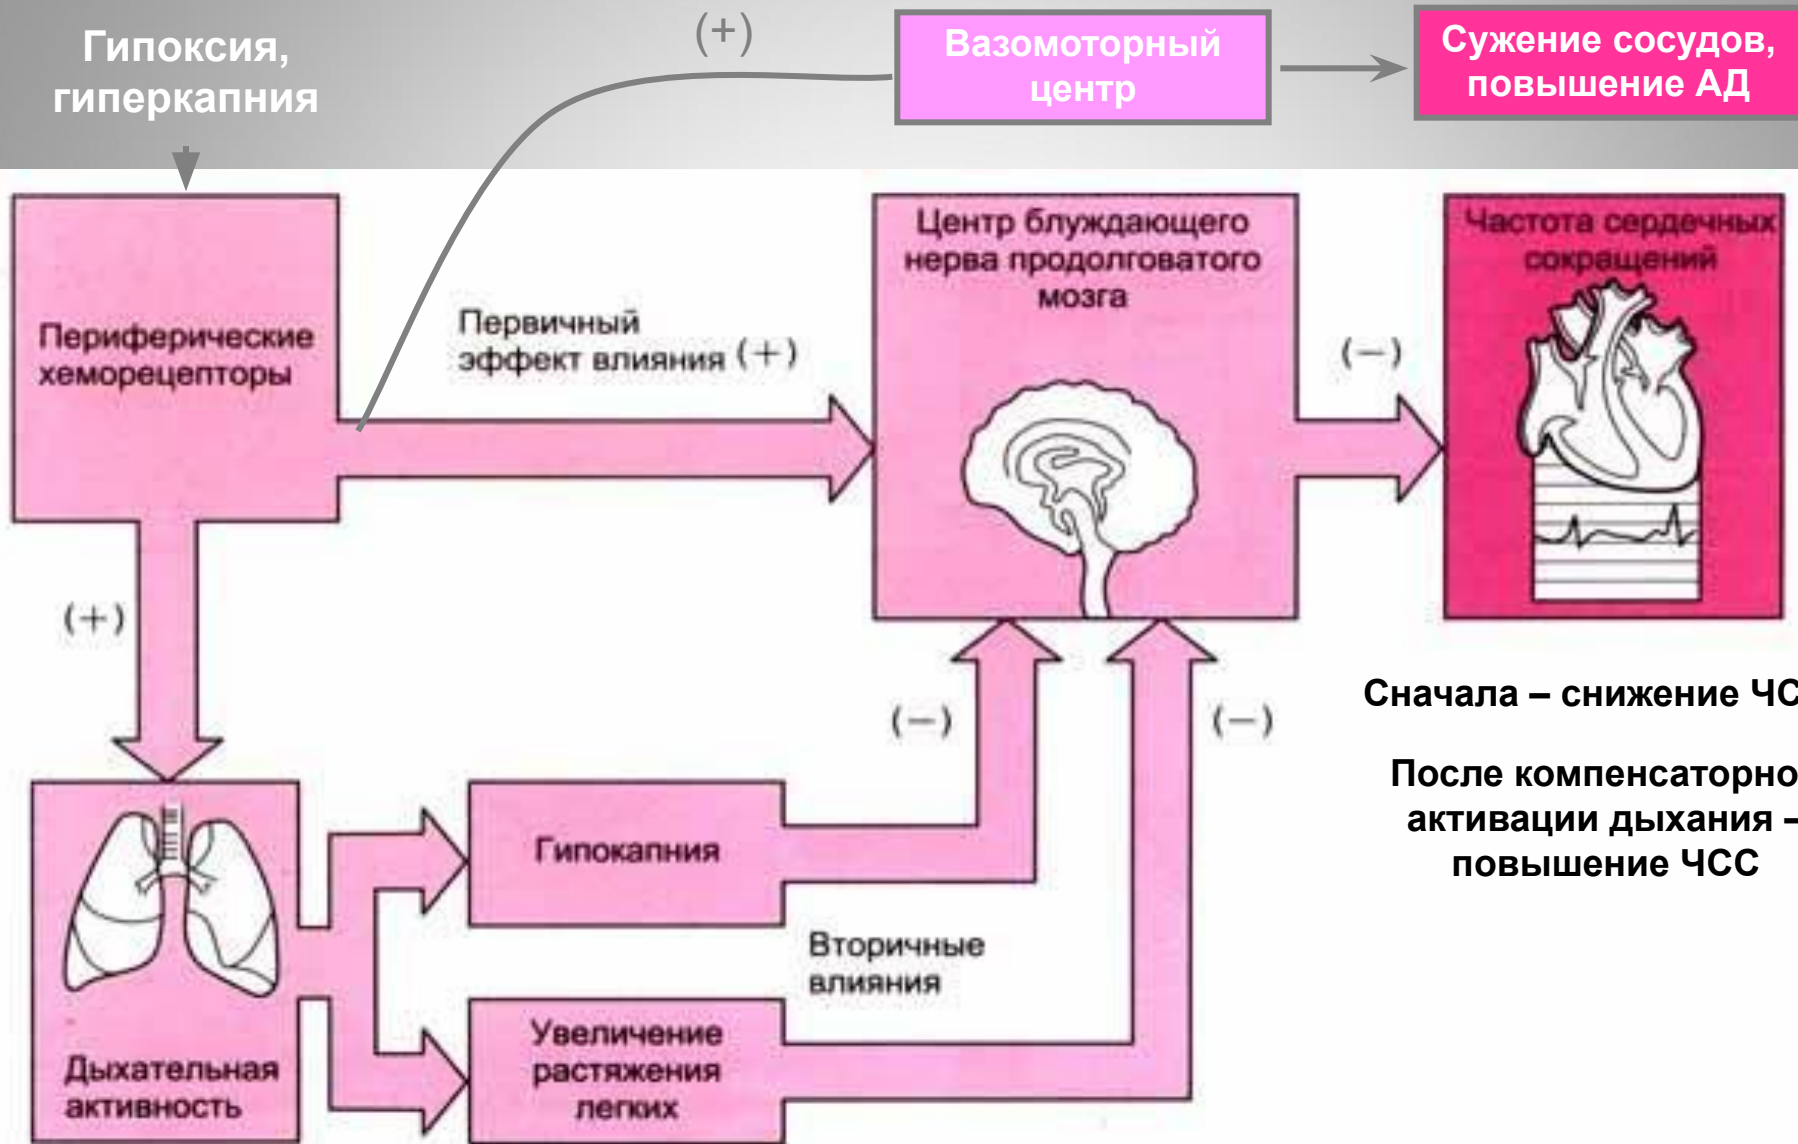 Гипоксия,
гиперкапния
(+)
Вазомоторный
центр
Сужение сосудов,
повышение АД
Периферические
хеморецепторы
Первичный
эффект влияния (+)
Центр блуждающего
нерва продолговатого
мозга
(−)
Частота сердечных
сокращений
(+)
(−)
(−)
Сначала – снижение ЧС
После компенсаторно
активации дыхания –
повышение ЧСС
Гипокапния
Вторичные
влияния
Дыхательная
активность
Увеличение
растяжения
легких